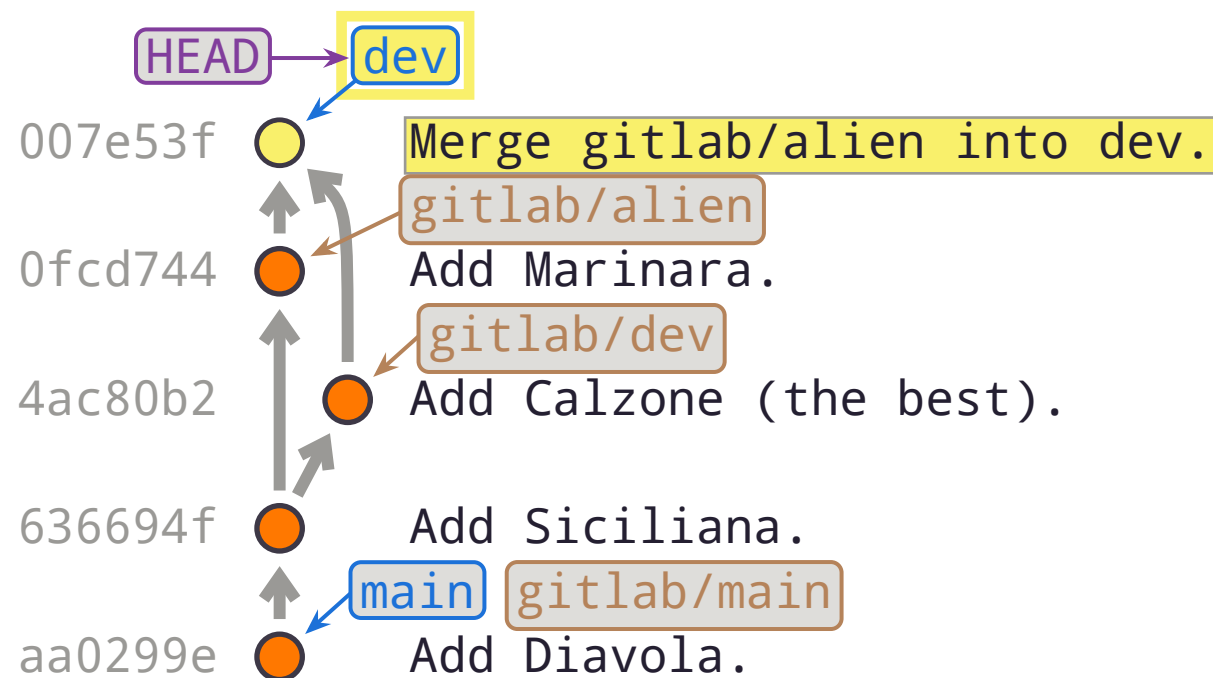 HEAD dev
007e53f Merge gitlab/alien into dev.
gitlab/alien
0fcd744 Add Marinara.
gitlab/dev
4ac80b2 Add Calzone (the best).
636694f Add Siciliana.
main gitlab/main
aa0299e Add Diavola.